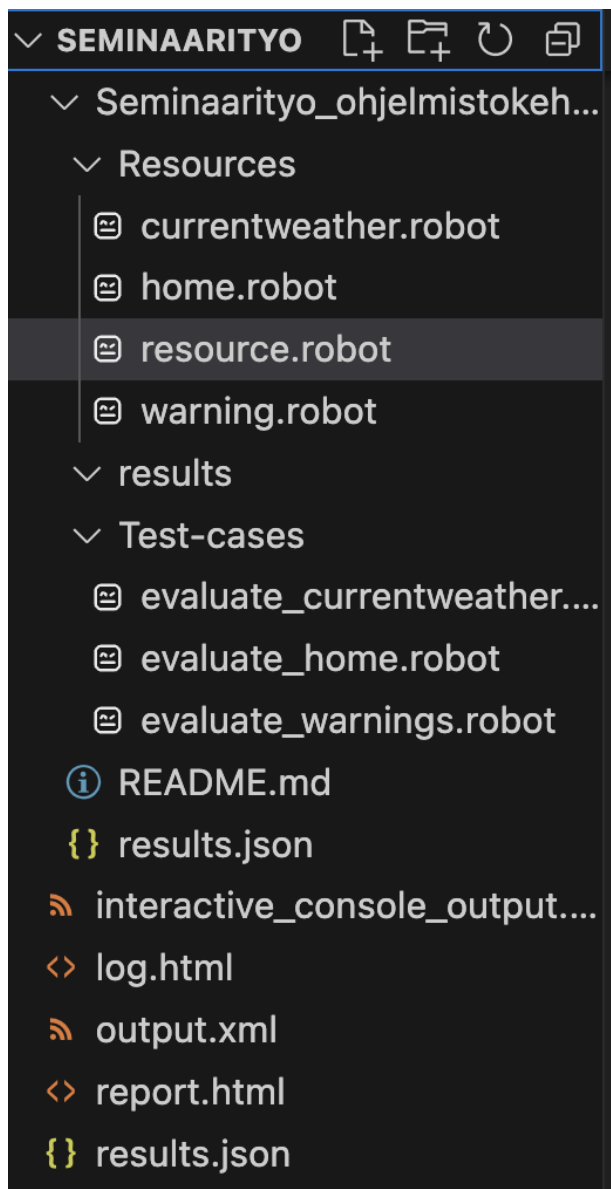 SEMINAARITYO
Seminaarityo_ohjelmistokeh...
Resources
currentweather.robot
home.robot
resource.robot
warning.robot
results
Test-cases
evaluate_currentweather....
evaluate_home.robot
evaluate_warnings.robot
README.md
results.json
interactive_console_output....
log.html
output.xml
report.html
results.json